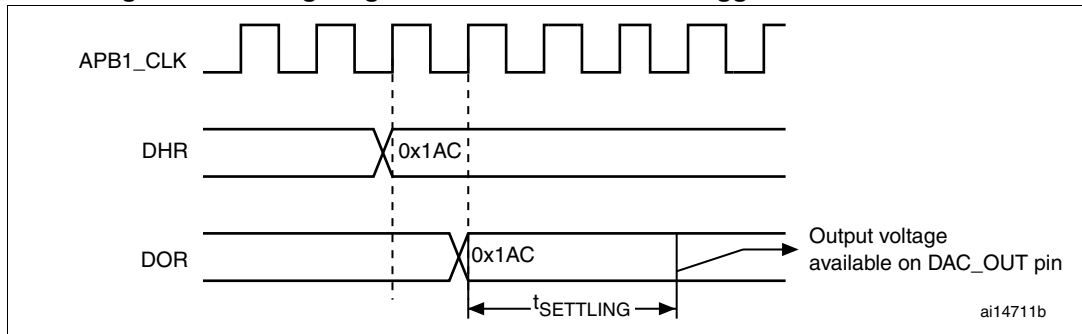 APB1_CLK
DHR
0x1AC
DOR
0x1AC
Output voltage
available on DAC_OUT pin
tSETTLING
ai14711b